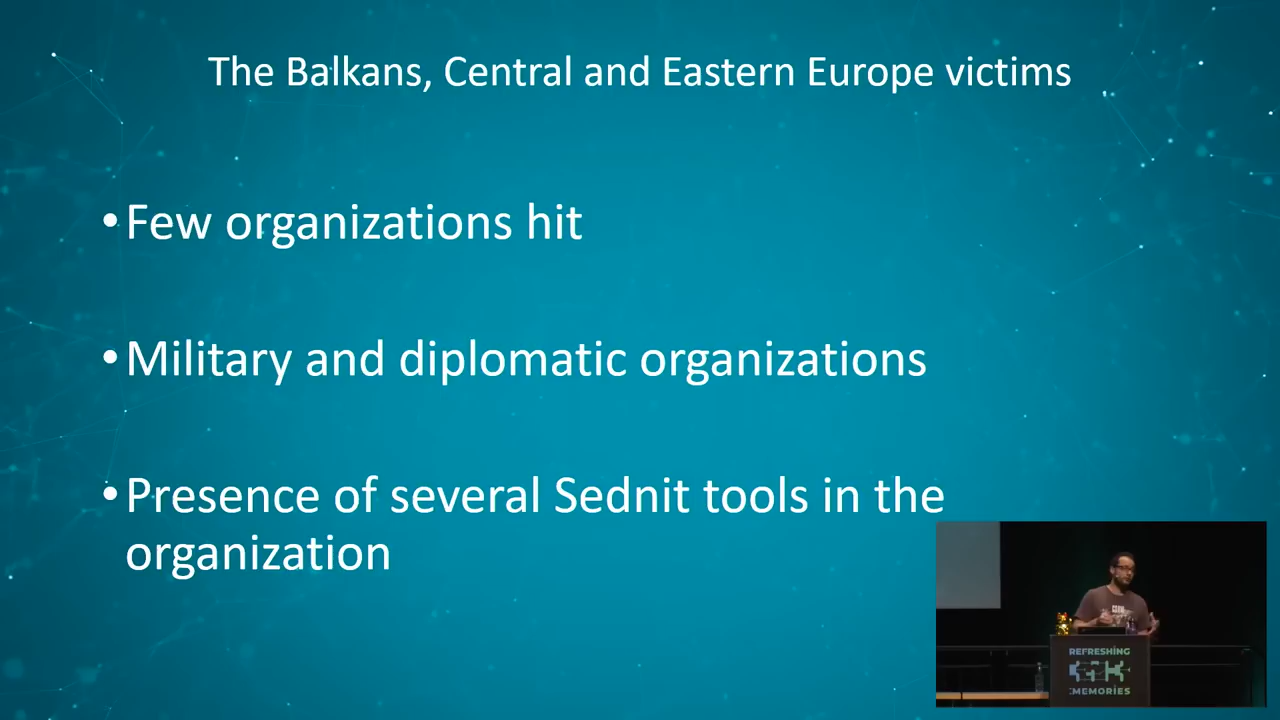 The Balkans, Central and Eastern Europe victims
•Few organizations hit
•Military and diplomatic organizations
•Presence of several Sednit tools in the
organization
REFRESHING
:MEMORIES